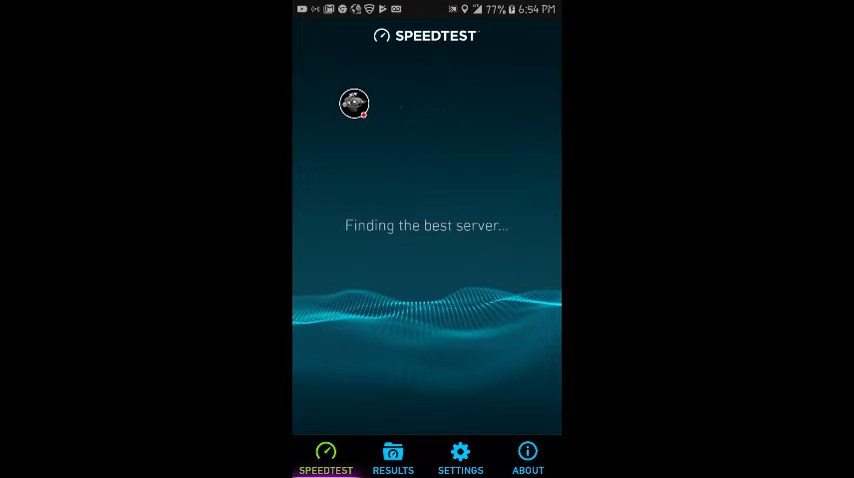 77% 6:54 PM
SPEEDTEST
Finding the best server...
SPEEDTEST RESULTS SETTINGS ABOUT